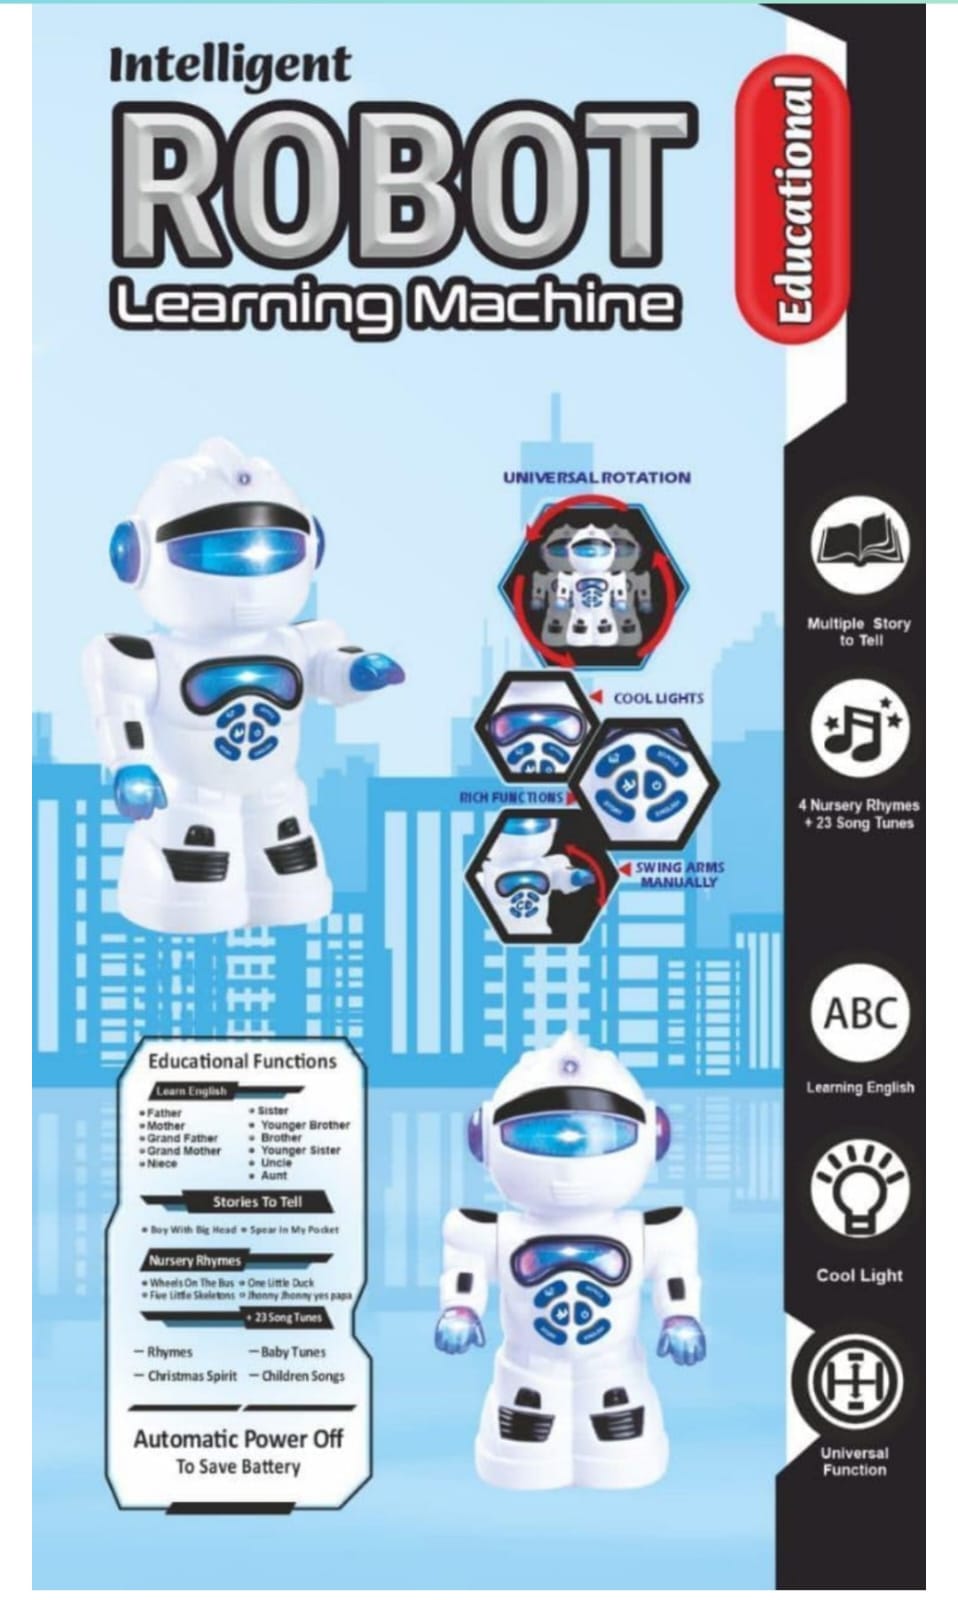 Intelligent
ROBOT
Learning Machine
Educational
UNIVERSAL ROTATION
COOL LIGHTS
RICH FUNCTIONS
SWING ARMS
MANUALLY
Multiple Story
to Tell
4 Nursery Rhymes
+ 23 Song Tunes
ABC
Learning English
Cool Light
Universal
Function
Educational Functions
Learn English
• Father
• Mother
• Grand Father
• Grand Mother
• Niece
• Sister
• Younger Brother
• Brother
• Younger Sister
• Uncle
• Aunt
Stories To Tell
• Boy With Big Head • Spear In My Pocket
Nursery Rhymes
• Wheels On The Bus • One Little Duck
• Five Little Skeletons • Jhonny Jhonny yes papa
+ 23 Song Tunes
– Rhymes – Baby Tunes
– Christmas Spirit – Children Songs
Automatic Power Off
To Save Battery